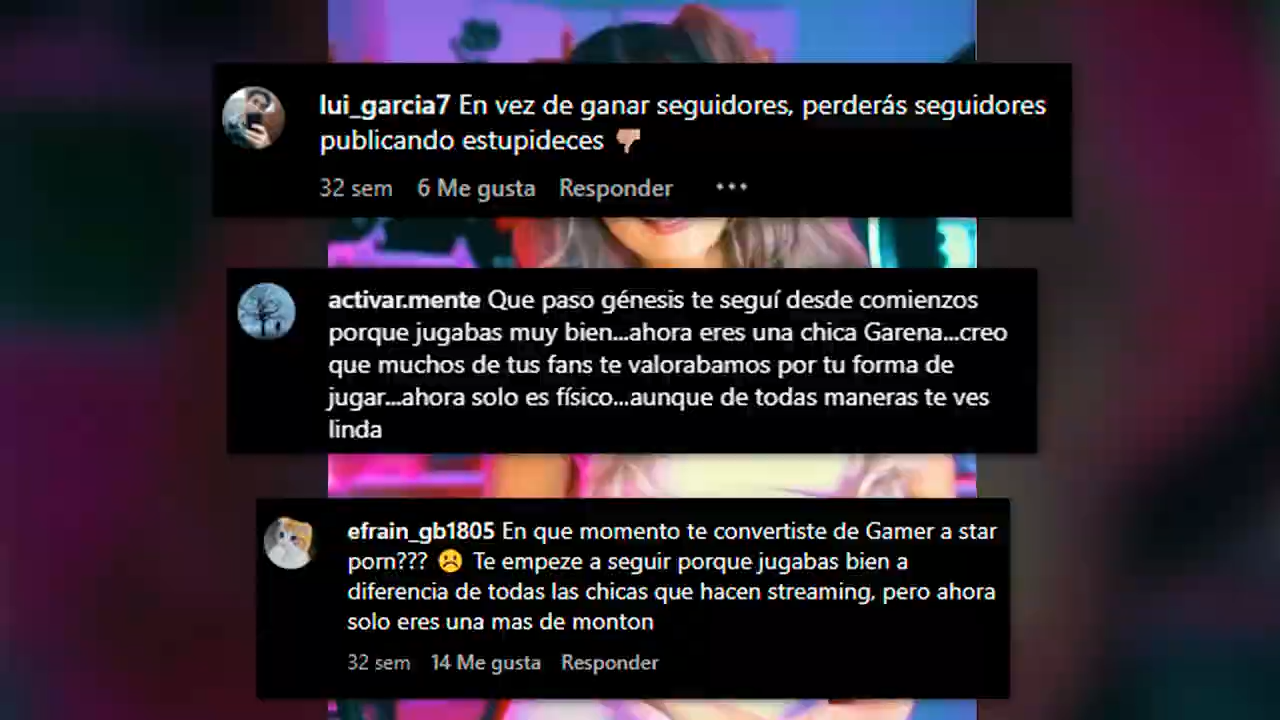 lui_garcia7 En vez de ganar seguidores, perderás seguidores
publicando estupideces 👎
32 sem 6 Me gusta Responder •••
activar.mente Que paso génesis te seguí desde comienzos
porque jugabas muy bien...ahora eres una chica Garena...creo
que muchos de tus fans te valorabamos por tu forma de
jugar...ahora solo es físico...aunque de todas maneras te ves
linda
efrain_gb1805 En que momento te convertiste de Gamer a star
porn??? ☹️ Te empeze a seguir porque jugabas bien a
diferencia de todas las chicas que hacen streaming, pero ahora
solo eres una mas de monton
32 sem 14 Me gusta Responder